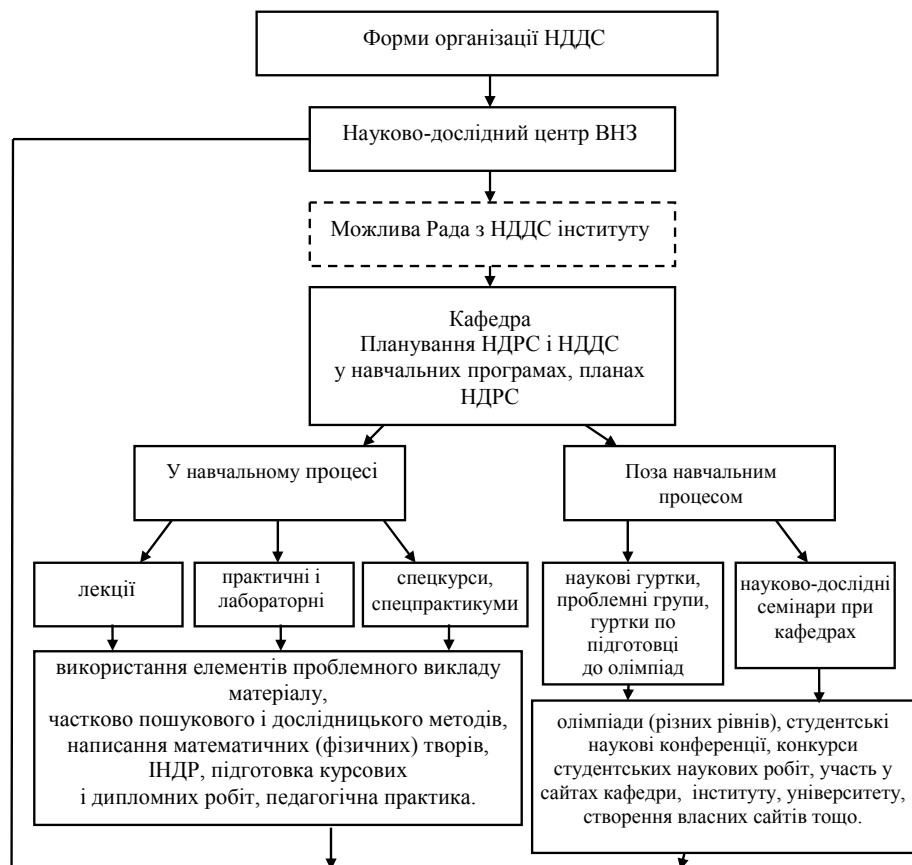 Форми організації НДДС
Науково-дослідний центр ВНЗ
Можлива Рада з НДДС інституту
Кафедра
Планування НДРС і НДДС
у навчальних програмах, планах
НДРС
У навчальному процесі
Поза навчальним
процесом
лекції
практичні і
лабораторні
спецкурси,
спецпрактикуми
наукові гуртки,
проблемні групи,
гуртки по
підготовці
до олімпіад
науково-дослідні
семінари при
кафедрах
використання елементів проблемного викладу
матеріалу,
частково пошукового і дослідницького методів,
написання математичних (фізичних) творів,
ІНДР, підготовка курсових
і дипломних робіт, педагогічна практика.
олімпіади (різних рівнів), студентські
наукові конференції, конкурси
студентських наукових робіт, участь у
сайтах кафедри, інституту, університету,
створення власних сайтів тощо.